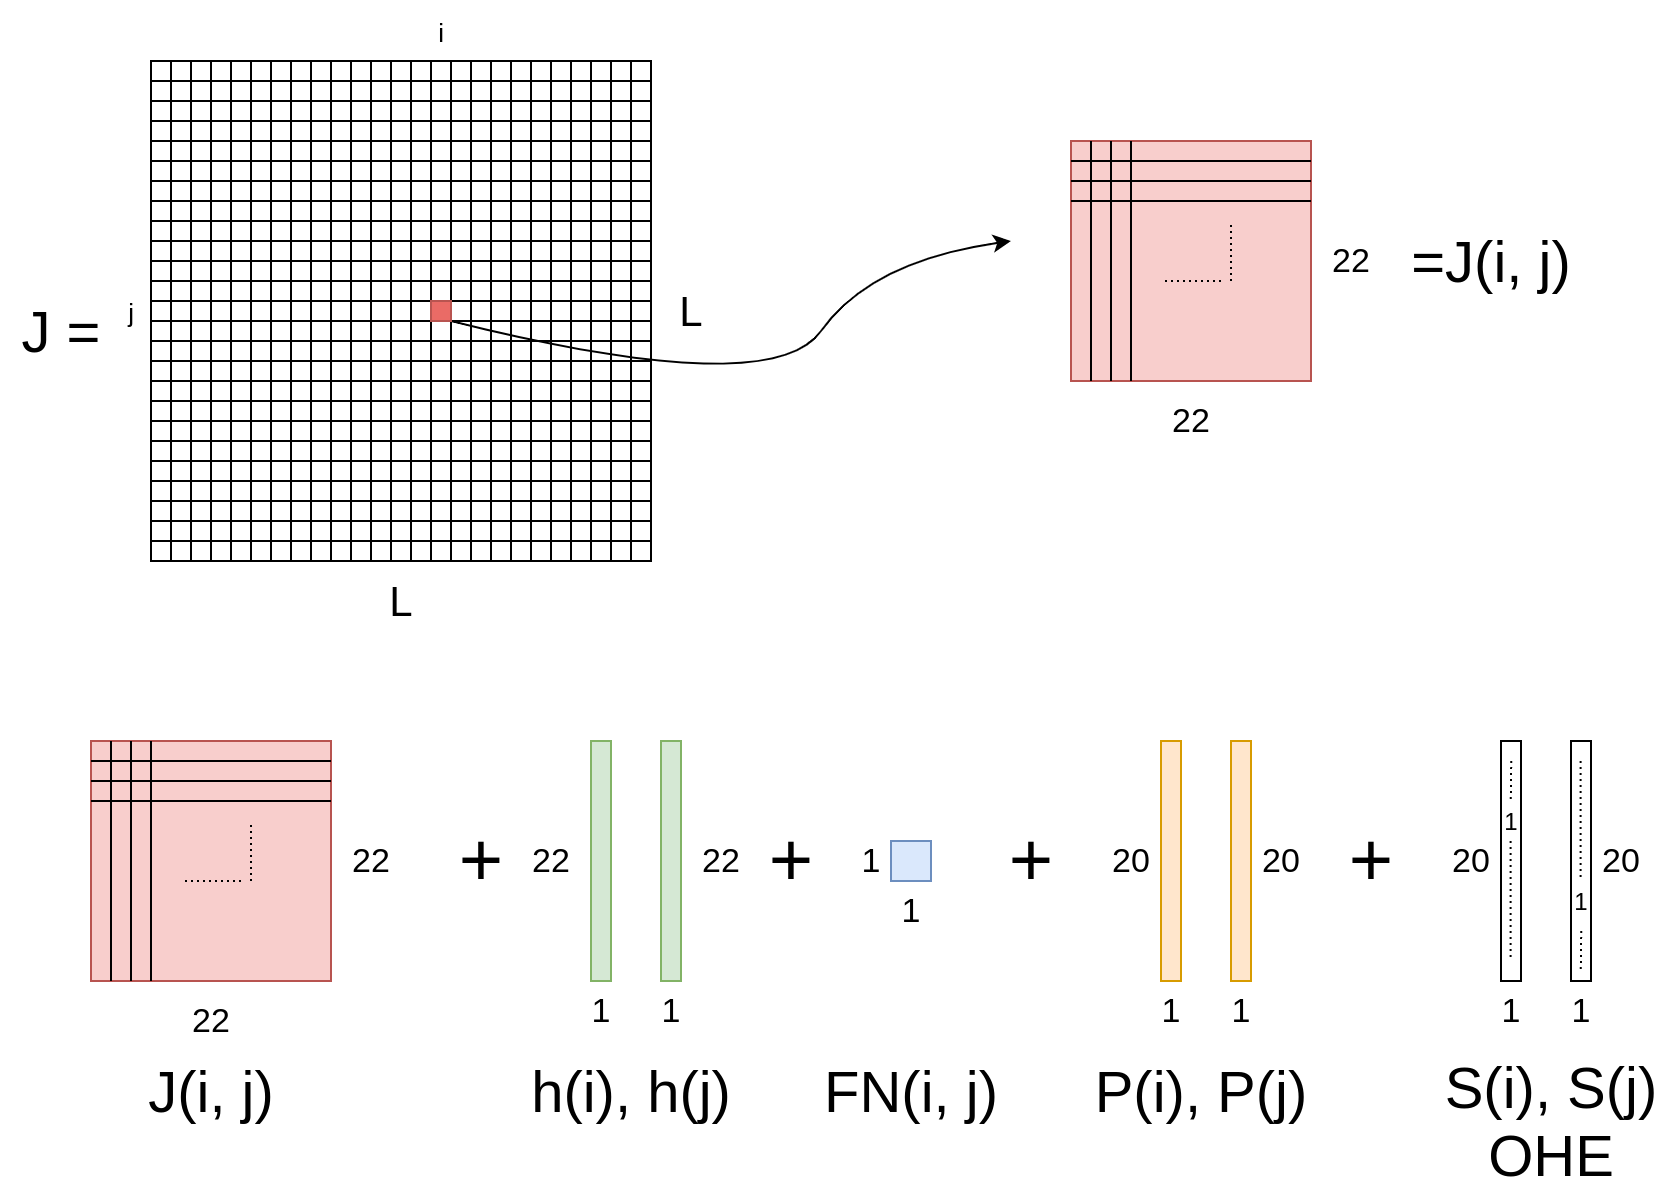 i
J =
j
L
L
22
22
=J(i, j)
22
22
J(i, j)
+
22
22
1
1
h(i), h(j)
+
1
1
FN(i, j)
+
20
20
1
1
P(i), P(j)
+
20
1
1
20
1
1
S(i), S(j)
OHE